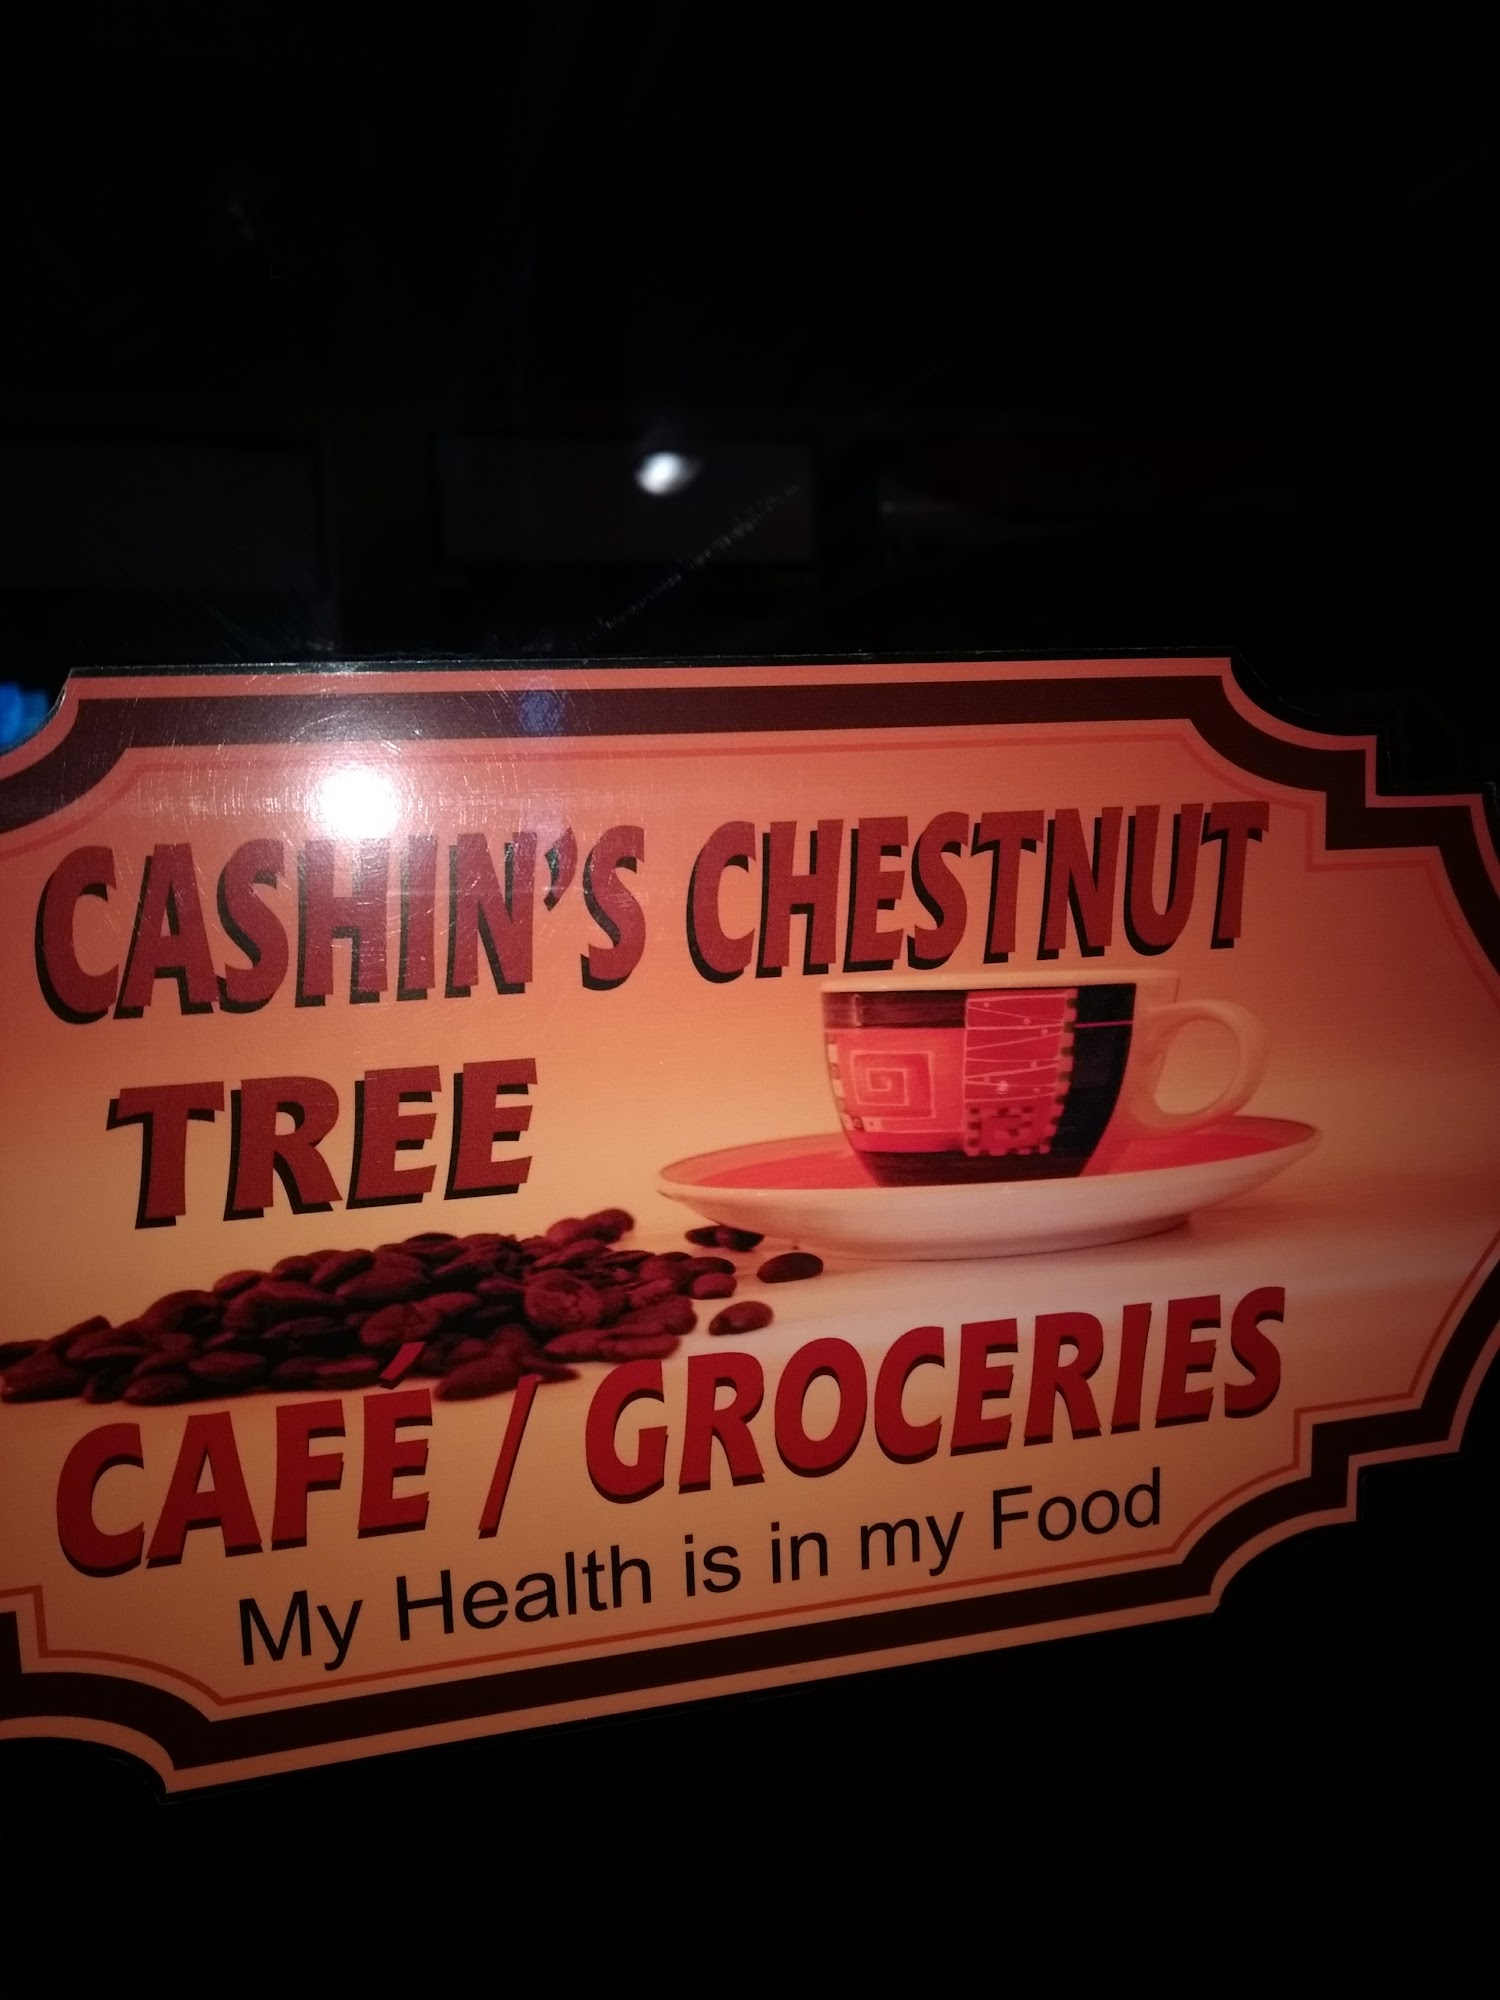 CASHIN'S CHESTNUT
TREE
CAFÉ / GROCERIES
My Health is in my Food